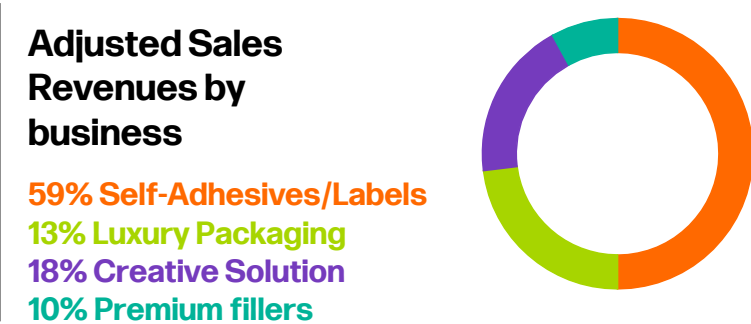 Adjusted Sales
Revenues by
business
59% Self-Adhesives/Labels
13% Luxury Packaging
18% Creative Solution
10% Premium fillers